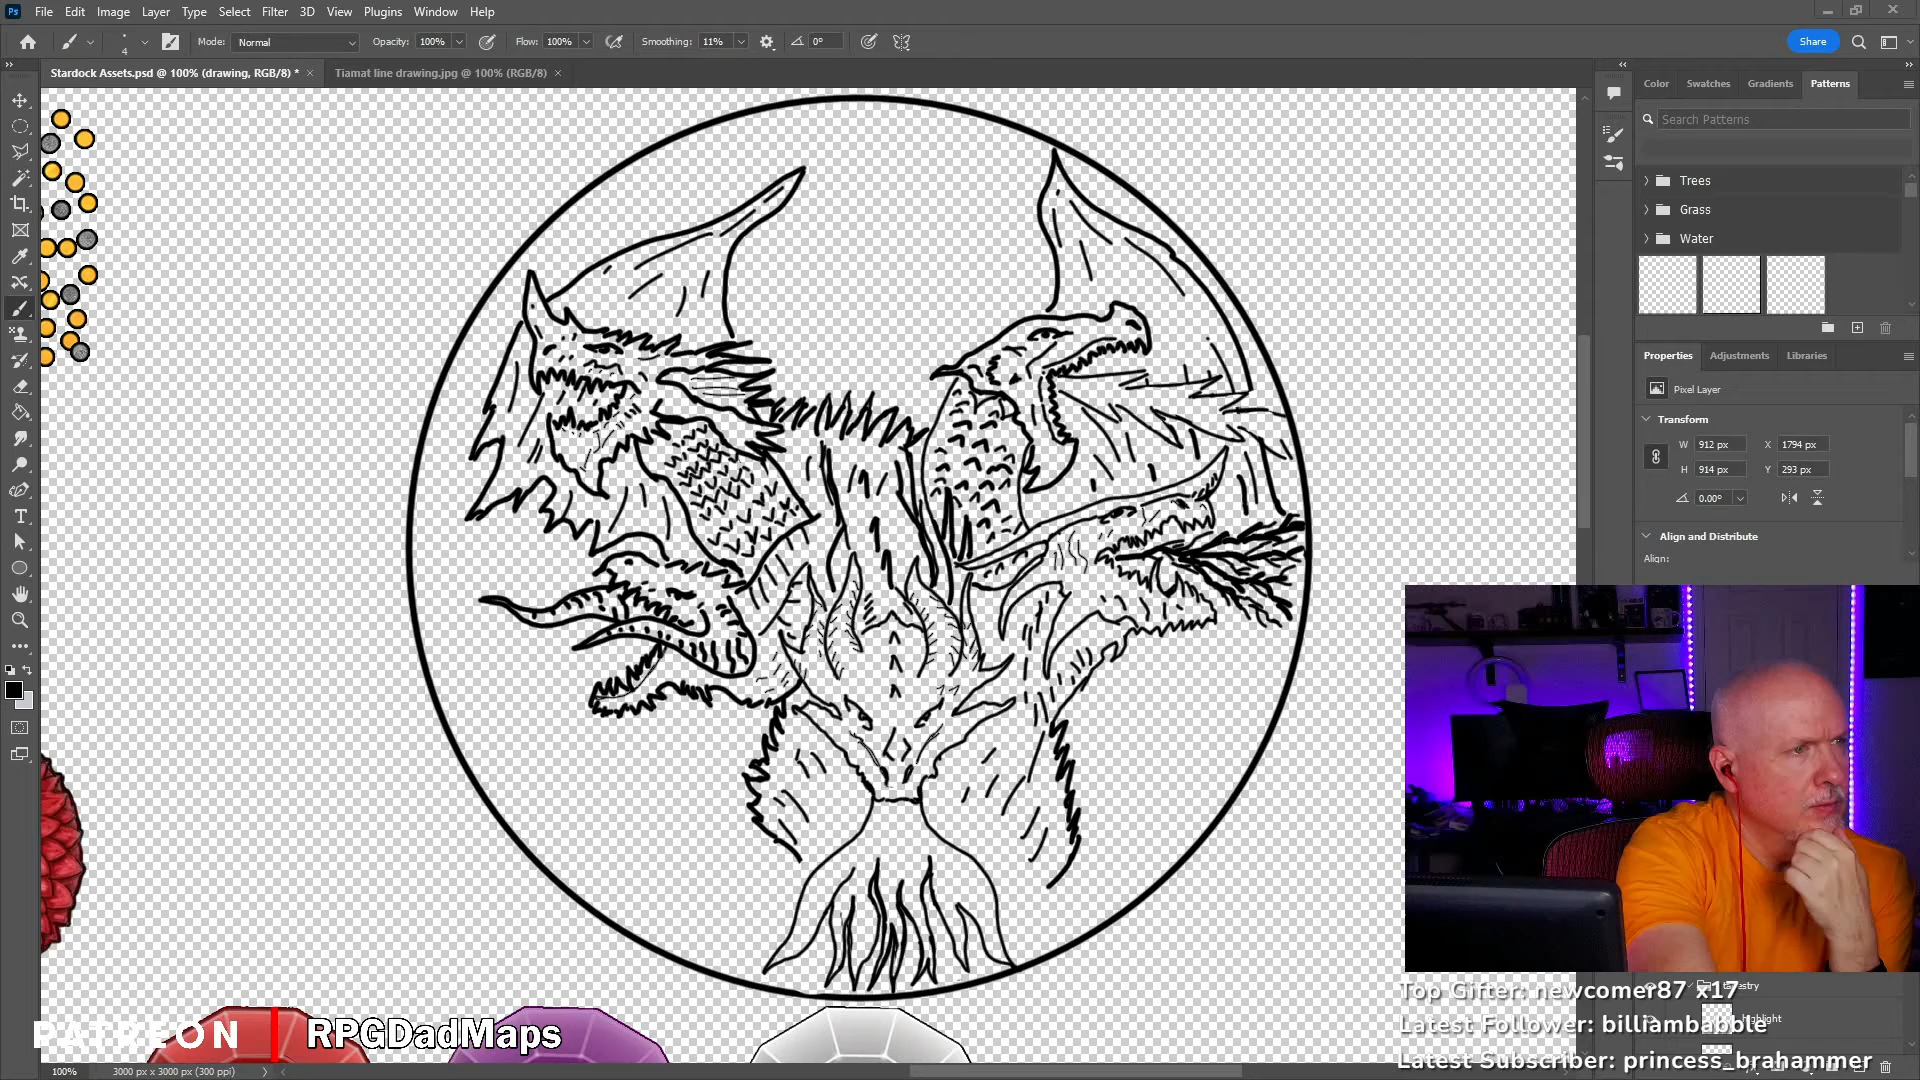 Ps File Edit Image Layer Type Select Filter 3D View Plugins Window Help
4 Mode: Normal Opacity: 100% Flow: 100% Smoothing: 11% 0° Share
Stardock Assets.psd @ 100% (drawing, RGB/8) * Tiamat line drawing.jpg @ 100% (RGB/8)
Color Swatches Gradients Patterns
Search Patterns
Trees
Grass
Water
Properties Adjustments Libraries
Pixel Layer
Transform
W 912 px X 1794 px
H 914 px Y 293 px
0.00°
Align and Distribute
Align:
Top Gifter: newcomer87 x17
highlight
Latest Follower: billiambabble
Latest Subscriber: princess_brahammer
PATREON RPGDadMaps
100% 3000 px x 3000 px (300 ppi)